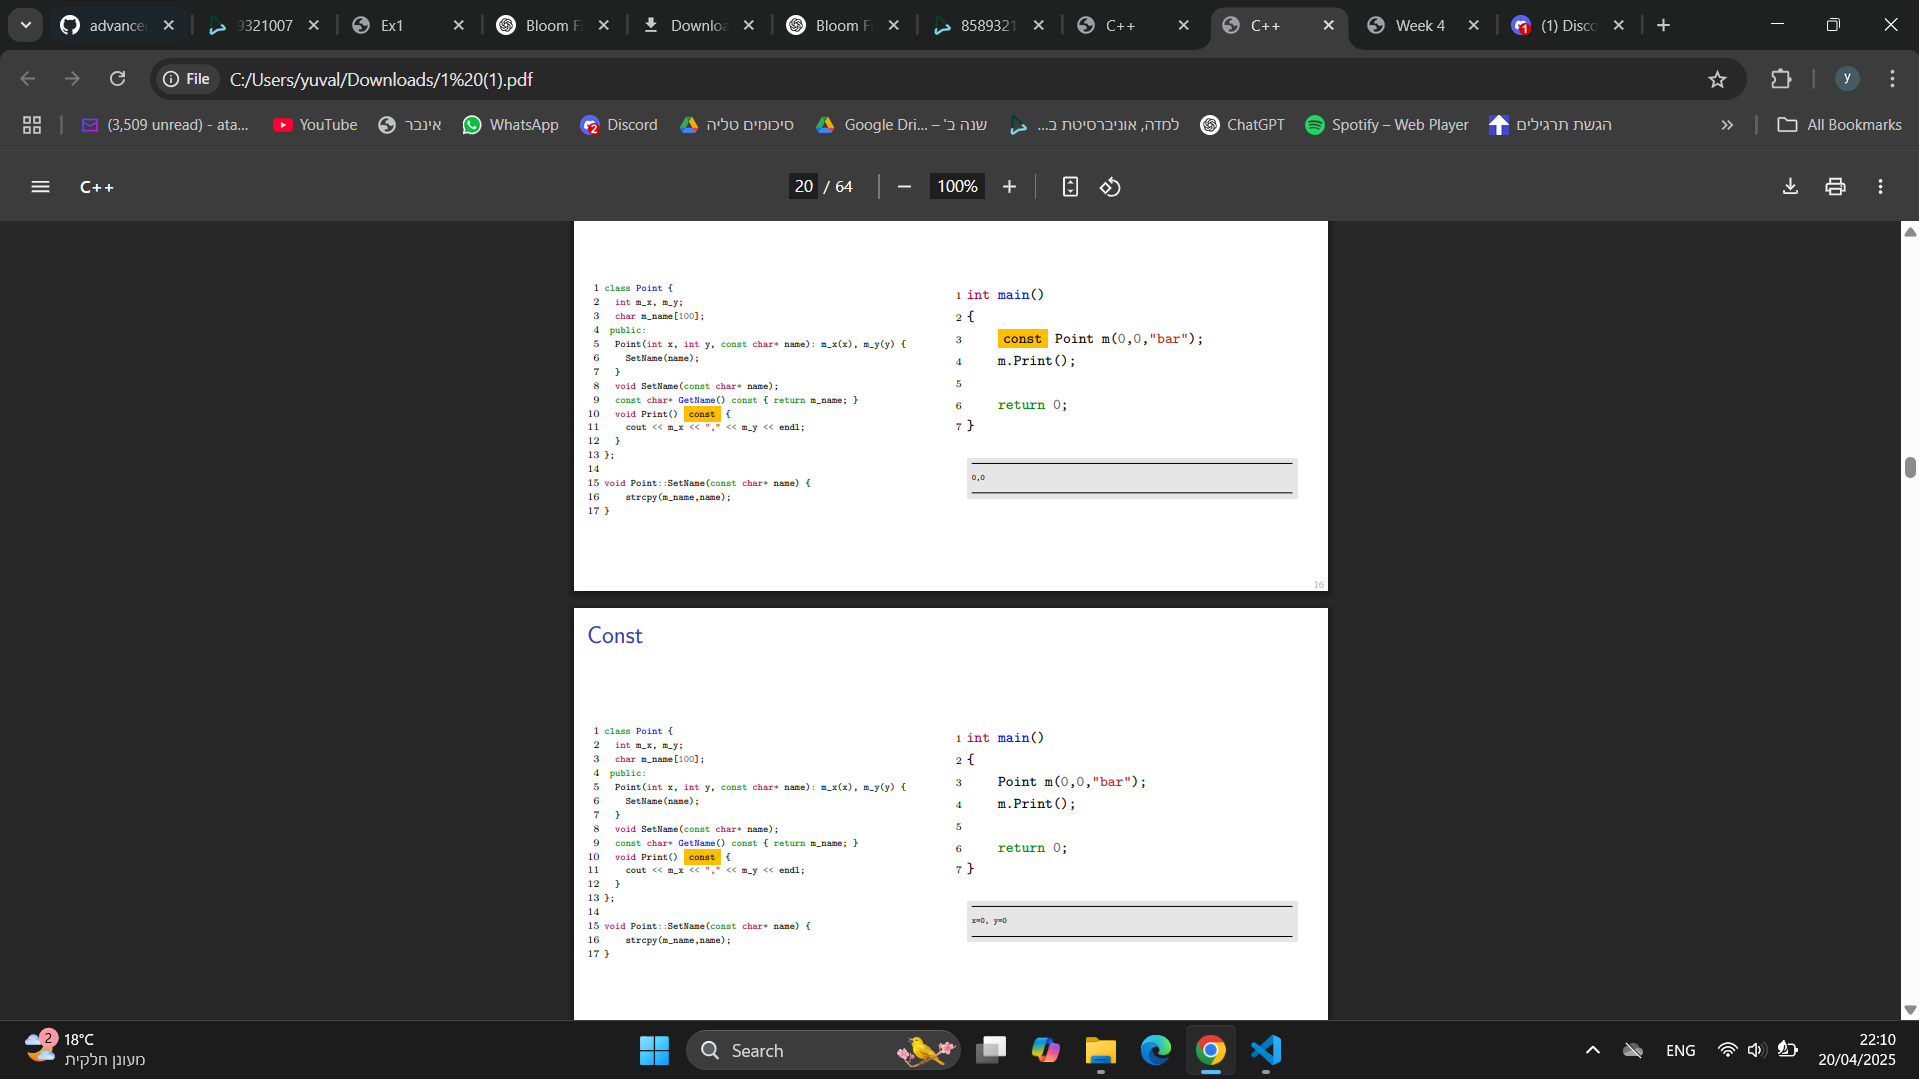 advance
9321007
Ex1
Bloom F
Downloa
Bloom F
8589321
C++
C++
Week 4
(1) Disco
File
C:/Users/yuval/Downloads/1%20(1).pdf
y
(3,509 unread) - ata...
YouTube
אינבר
WhatsApp
2
Discord
סיכומים טליה
Google Dri... – שנה ב'
למדה, אוניברסיטת ב...
ChatGPT
Spotify – Web Player
הגשת תרגילים
All Bookmarks
C++
20 / 64
100%
1 class Point {
2 int m_x, m_y;
3 char m_name[100];
4 public:
5 Point(int x, int y, const char* name): m_x(x), m_y(y) {
6 SetName(name);
7 }
8 void SetName(const char* name);
9 const char* GetName() const { return m_name; }
10 void Print() const {
11 cout << m_x << "," << m_y << endl;
12 }
13 };
14
15 void Point::SetName(const char* name) {
16 strcpy(m_name,name);
17 }
1 int main()
2 {
3 const Point m(0,0,"bar");
4 m.Print();
5
6 return 0;
7 }
0,0
16
Const
1 class Point {
2 int m_x, m_y;
3 char m_name[100];
4 public:
5 Point(int x, int y, const char* name): m_x(x), m_y(y) {
6 SetName(name);
7 }
8 void SetName(const char* name);
9 const char* GetName() const { return m_name; }
10 void Print() const {
11 cout << m_x << "," << m_y << endl;
12 }
13 };
14
15 void Point::SetName(const char* name) {
16 strcpy(m_name,name);
17 }
1 int main()
2 {
3 Point m(0,0,"bar");
4 m.Print();
5
6 return 0;
7 }
x=0, y=0
2
18°C
מעונן חלקית
Search
ENG
22:10
20/04/2025